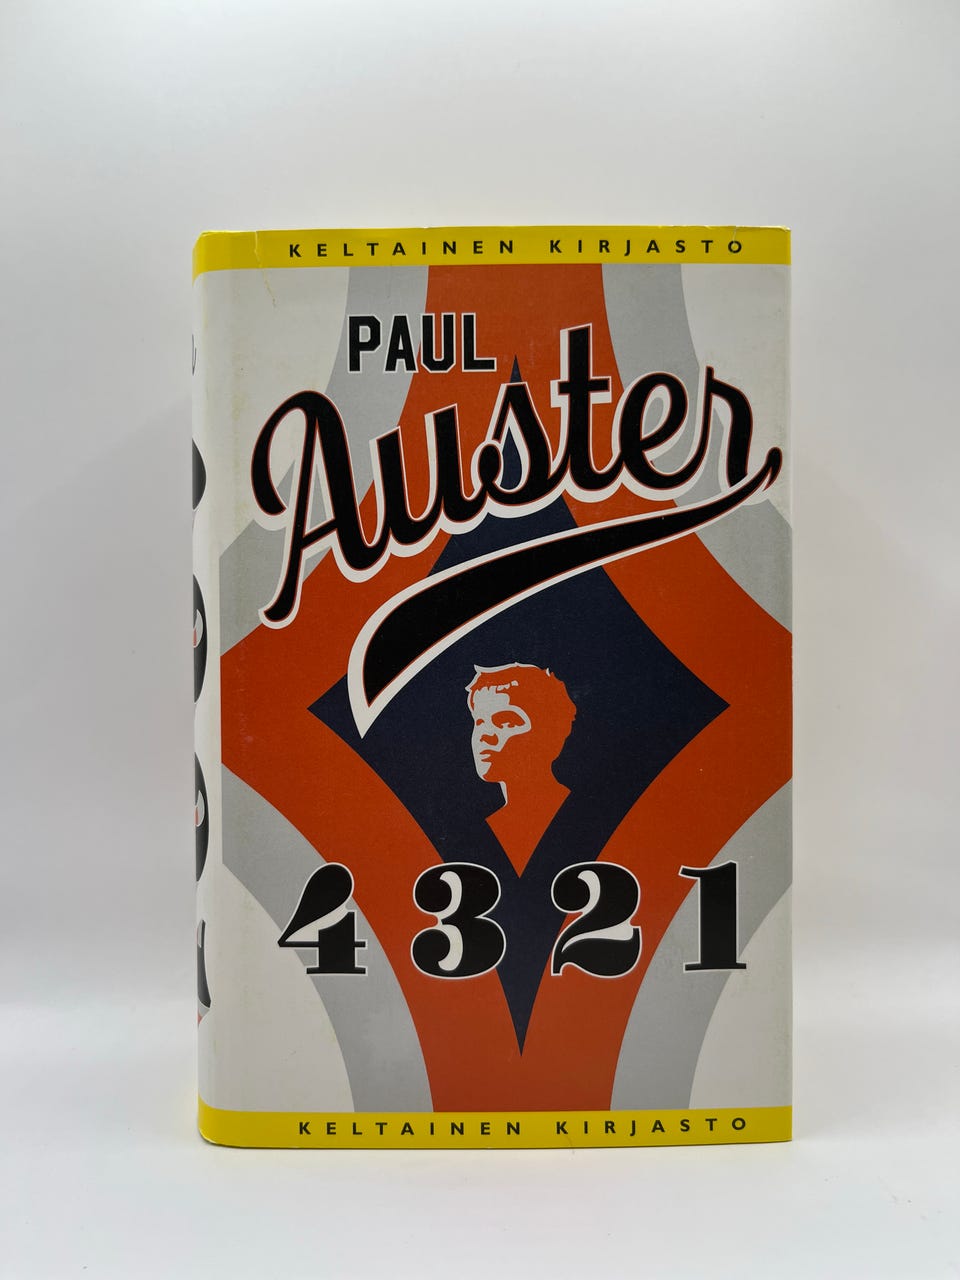 KELTAINEN KIRJASTO
PAUL
Auster
4 3 2 1
KELTAINEN KIRJASTO